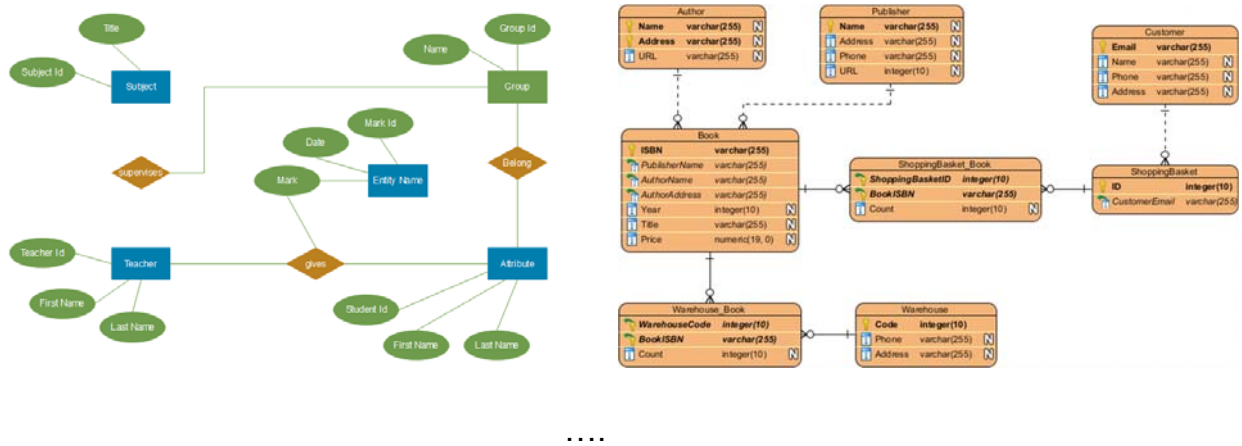 Title
Subject Id
Subject
Group Id
Name
Group
supervises
Mark Id
Date
Mark
Entity Name
Belong
Teacher Id
Teacher
First Name
Last Name
gives
Attribute
Student Id
First Name
Last Name
Author
Name varchar(255) N
Address varchar(255) N
URL varchar(255) N
Publisher
Name varchar(255) N
Address varchar(255) N
Phone varchar(255) N
URL integer(10) N
Customer
Email varchar(255)
Name varchar(255) N
Phone varchar(255) N
Address varchar(255) N
Book
ISBN varchar(255)
PublisherName varchar(255)
AuthorName varchar(255)
AuthorAddress varchar(255)
Year integer(10) N
Title varchar(255) N
Price numeric(19, 0) N
ShoppingBasket_Book
ShoppingBasketID integer(10)
BookISBN varchar(255)
Count integer(10) N
ShoppingBasket
ID integer(10)
CustomerEmail varchar(255)
Warehouse_Book
WarehouseCode integer(10)
BookISBN varchar(255)
Count integer(10) N
Warehouse
Code integer(10)
Phone varchar(255) N
Address varchar(255) N
....